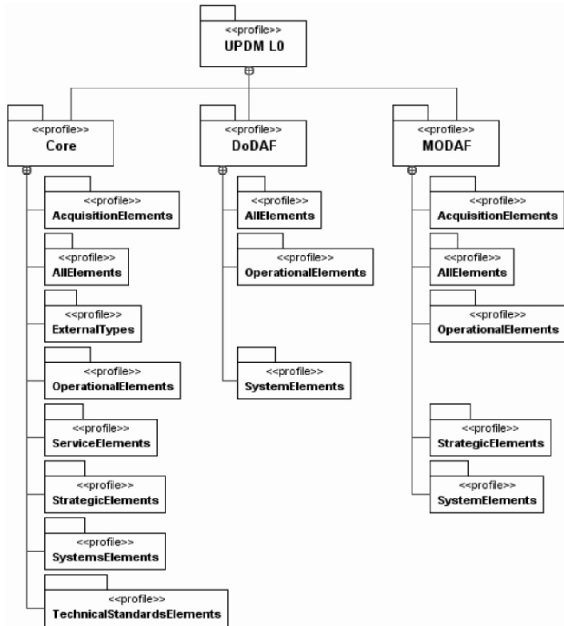 <<profile>>
UPDM L0
<<profile>>
Core
<<profile>>
DoDAF
<<profile>>
MODAF
<<profile>>
AcquisitionElements
<<profile>>
AllElements
<<profile>>
ExternalTypes
<<profile>>
OperationalElements
<<profile>>
ServiceElements
<<profile>>
StrategicElements
<<profile>>
SystemsElements
<<profile>>
TechnicalStandardsElements
<<profile>>
AllElements
<<profile>>
OperationalElements
<<profile>>
SystemElements
<<profile>>
AcquisitionElements
<<profile>>
AllElements
<<profile>>
OperationalElements
<<profile>>
StrategicElements
<<profile>>
SystemElements